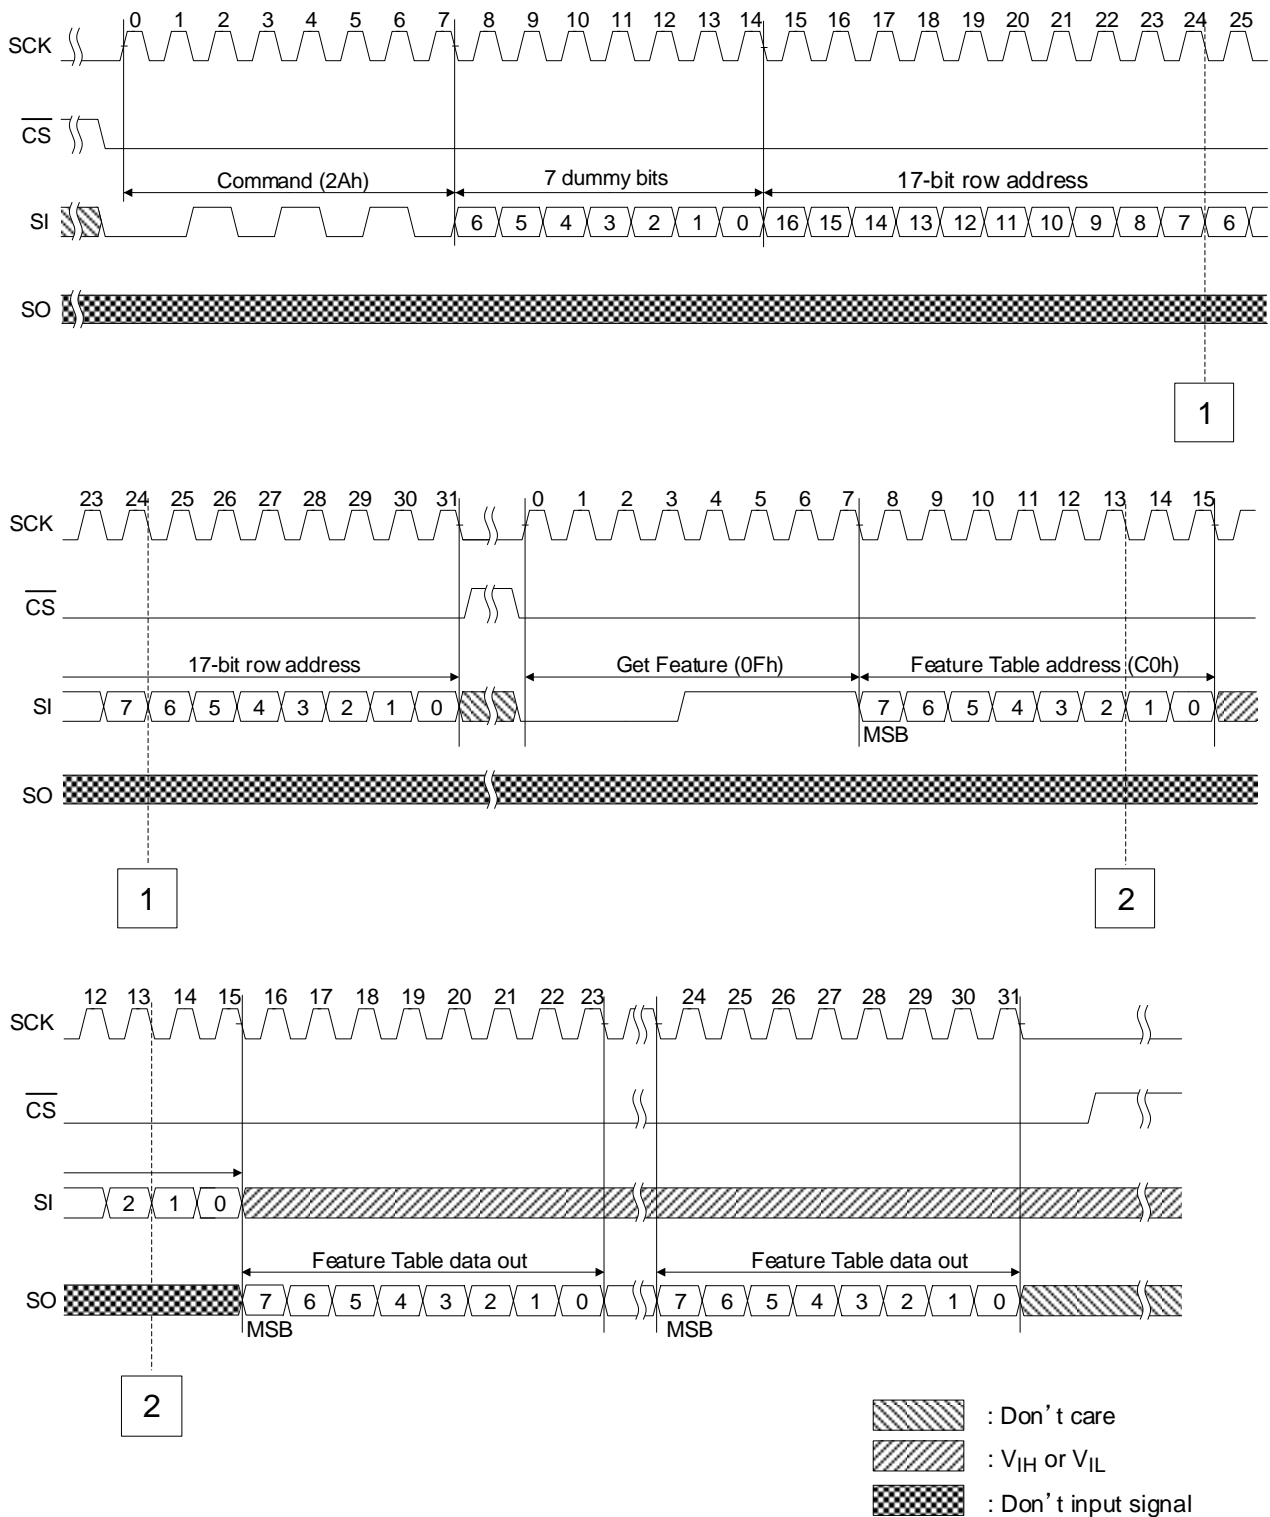 0 1 2 3 4 5 6 7 8 9 10 11 12 13 14 15 16 17 18 19 20 21 22 23 24 25
SCK
CS
Command (2Ah) 7 dummy bits 17-bit row address
SI 6 5 4 3 2 1 0 16 15 14 13 12 11 10 9 8 7 6
SO
1
23 24 25 26 27 28 29 30 31 0 1 2 3 4 5 6 7 8 9 10 11 12 13 14 15
SCK
CS
17-bit row address Get Feature (0Fh) Feature Table address (C0h)
SI 7 6 5 4 3 2 1 0 7 6 5 4 3 2 1 0
MSB
SO
1 2
12 13 14 15 16 17 18 19 20 21 22 23 24 25 26 27 28 29 30 31
SCK
CS
SI 2 1 0
Feature Table data out Feature Table data out
SO 7 6 5 4 3 2 1 0 7 6 5 4 3 2 1 0
MSB MSB
2
: Don't care
: VIH or VIL
: Don't input signal